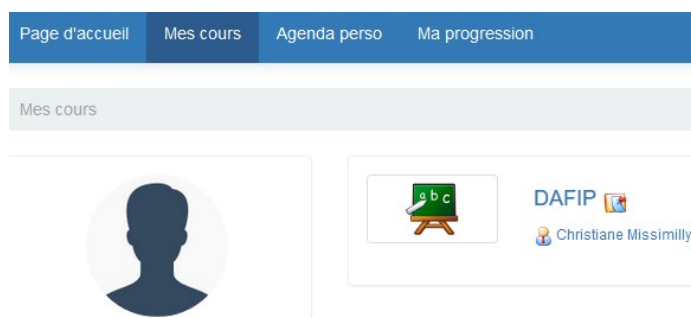 Page d'accueil Mes cours Agenda perso Ma progression
Mes cours
a b c
DAFIP
Christiane Missimilly